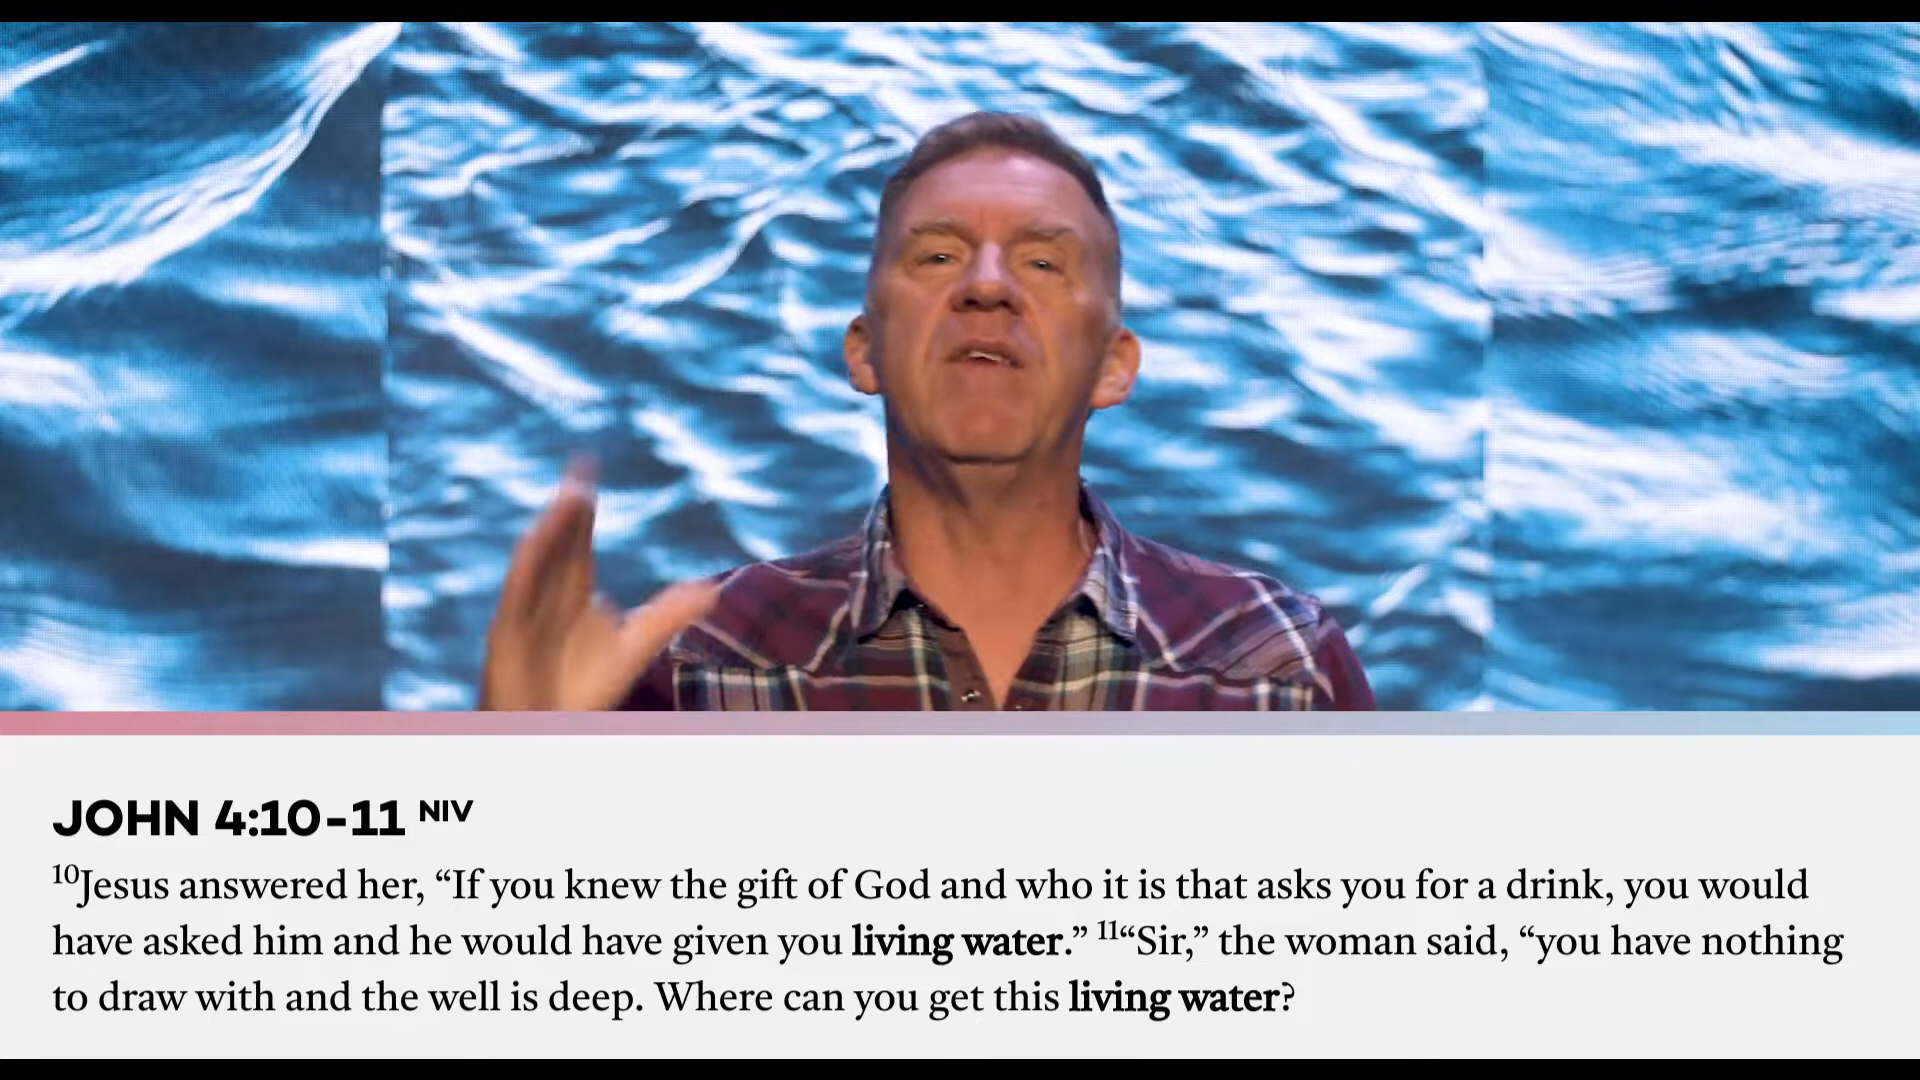 JOHN 4:10-11 NIV
¹⁰Jesus answered her, “If you knew the gift of God and who it is that asks you for a drink, you would
have asked him and he would have given you living water.” ¹¹“Sir,” the woman said, “you have nothing
to draw with and the well is deep. Where can you get this living water?